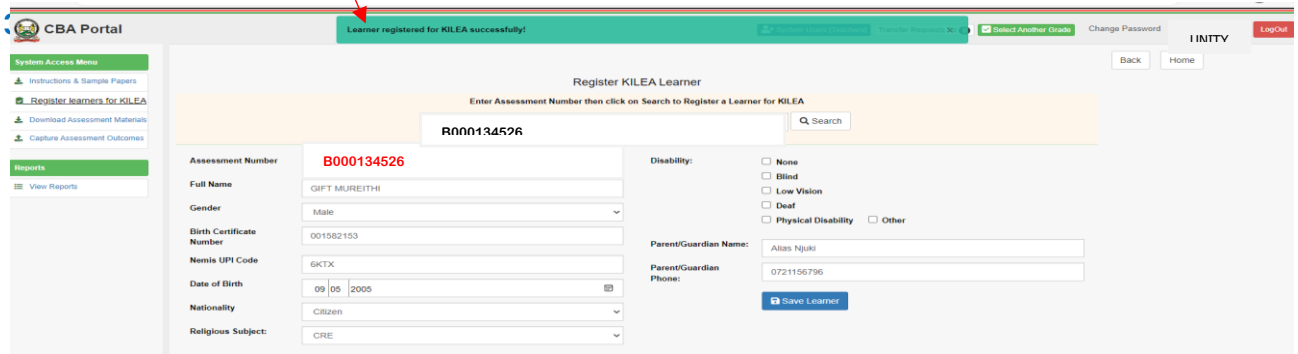 CBA Portal
Learner registered for KILEA successfully!
Select Another Grade
Change Password
UNITY
LogOut
System Access Menu
Instructions & Sample Papers
Register learners for KILEA
Download Assessment Materials
Capture Assessment Outcomes
Reports
View Reports
Back Home
Register KILEA Learner
Enter Assessment Number then click on Search to Register a Learner for KILEA
B000134526
Search
Assessment Number B000134526
Full Name GIFT MUREITHI
Gender Male
Birth Certificate Number 001582153
Nemis UPI Code 6KTX
Date of Birth 09 05 2005
Nationality Citizen
Religious Subject: CRE
Disability: None
Blind
Low Vision
Deaf
Physical Disability Other
Parent/Guardian Name: Alias Njuki
Parent/Guardian Phone: 0721156796
Save Learner